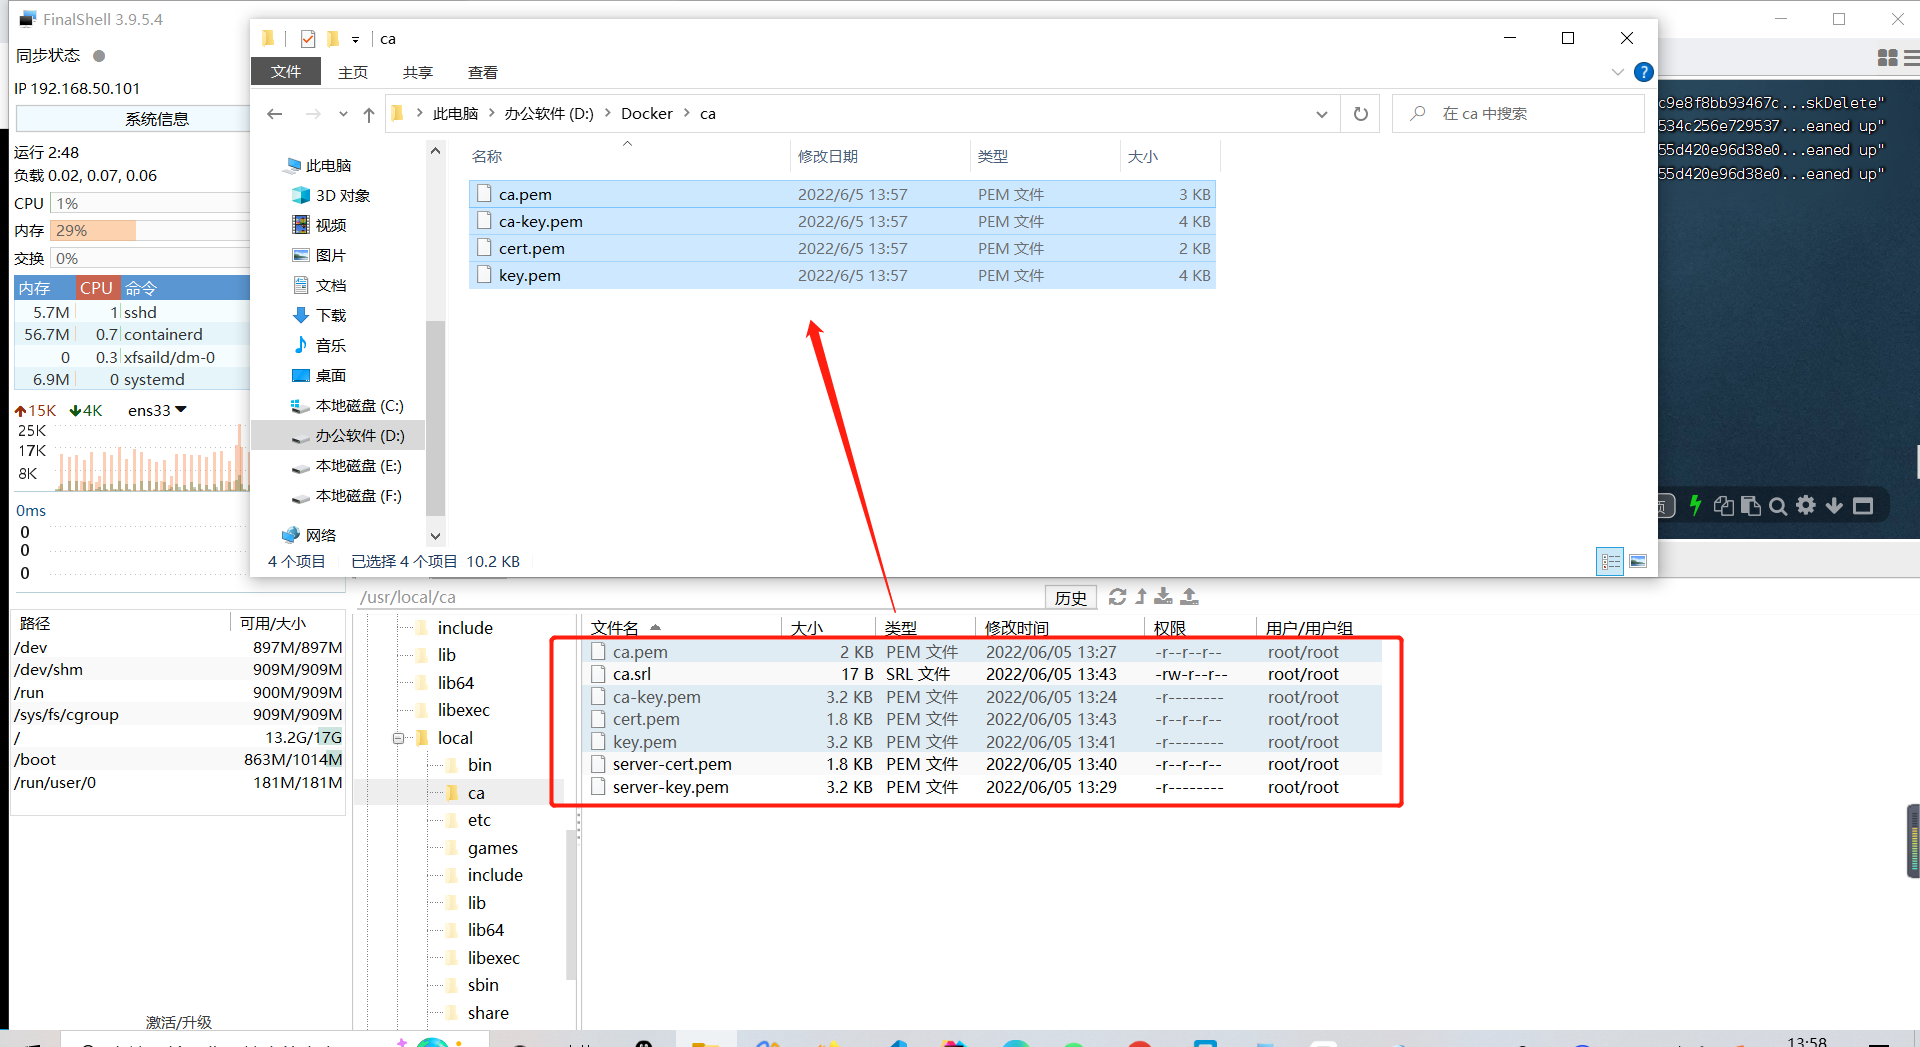 FinalShell 3.9.5.4
同步状态
IP 192.168.50.101
系统信息
运行 2:48
负载 0.02, 0.07, 0.06
CPU 1%
内存 29%
交换 0%
内存 CPU 命令
5.7M 1 sshd
56.7M 0.7 containerd
0 0.3 xfsaild/dm-0
6.9M 0 systemd
15K 4K ens33
25K
17K
8K
0ms
0
0
0
路径 可用/大小
/dev 897M/897M
/dev/shm 909M/909M
/run 900M/909M
/sys/fs/cgroup 909M/909M
/ 13.2G/17G
/boot 863M/1014M
/run/user/0 181M/181M
激活/升级
ca
文件 主页 共享 查看
此电脑 办公软件 (D:) Docker ca
在 ca 中搜索
此电脑
3D 对象
视频
图片
文档
下载
音乐
桌面
本地磁盘 (C:)
办公软件 (D:)
本地磁盘 (E:)
本地磁盘 (F:)
网络
名称 修改日期 类型 大小
ca.pem 2022/6/5 13:57 PEM 文件 3 KB
ca-key.pem 2022/6/5 13:57 PEM 文件 4 KB
cert.pem 2022/6/5 13:57 PEM 文件 2 KB
key.pem 2022/6/5 13:57 PEM 文件 4 KB
4 个项目 已选择 4 个项目 10.2 KB
c9e8f8bb93467c...skDelete"
534c256e729537...eaned up"
55d420e96d38e0...eaned up"
55d420e96d38e0...eaned up"
/usr/local/ca
历史
include
lib
lib64
libexec
local
bin
ca
etc
games
include
lib
lib64
libexec
sbin
share
文件名 大小 类型 修改时间 权限 用户/用户组
ca.pem 2 KB PEM 文件 2022/06/05 13:27 -r--r--r-- root/root
ca.srl 17 B SRL 文件 2022/06/05 13:43 -rw-r--r-- root/root
ca-key.pem 3.2 KB PEM 文件 2022/06/05 13:24 -r-------- root/root
cert.pem 1.8 KB PEM 文件 2022/06/05 13:43 -r--r--r-- root/root
key.pem 3.2 KB PEM 文件 2022/06/05 13:41 -r-------- root/root
server-cert.pem 1.8 KB PEM 文件 2022/06/05 13:40 -r--r--r-- root/root
server-key.pem 3.2 KB PEM 文件 2022/06/05 13:29 -r-------- root/root
13:58